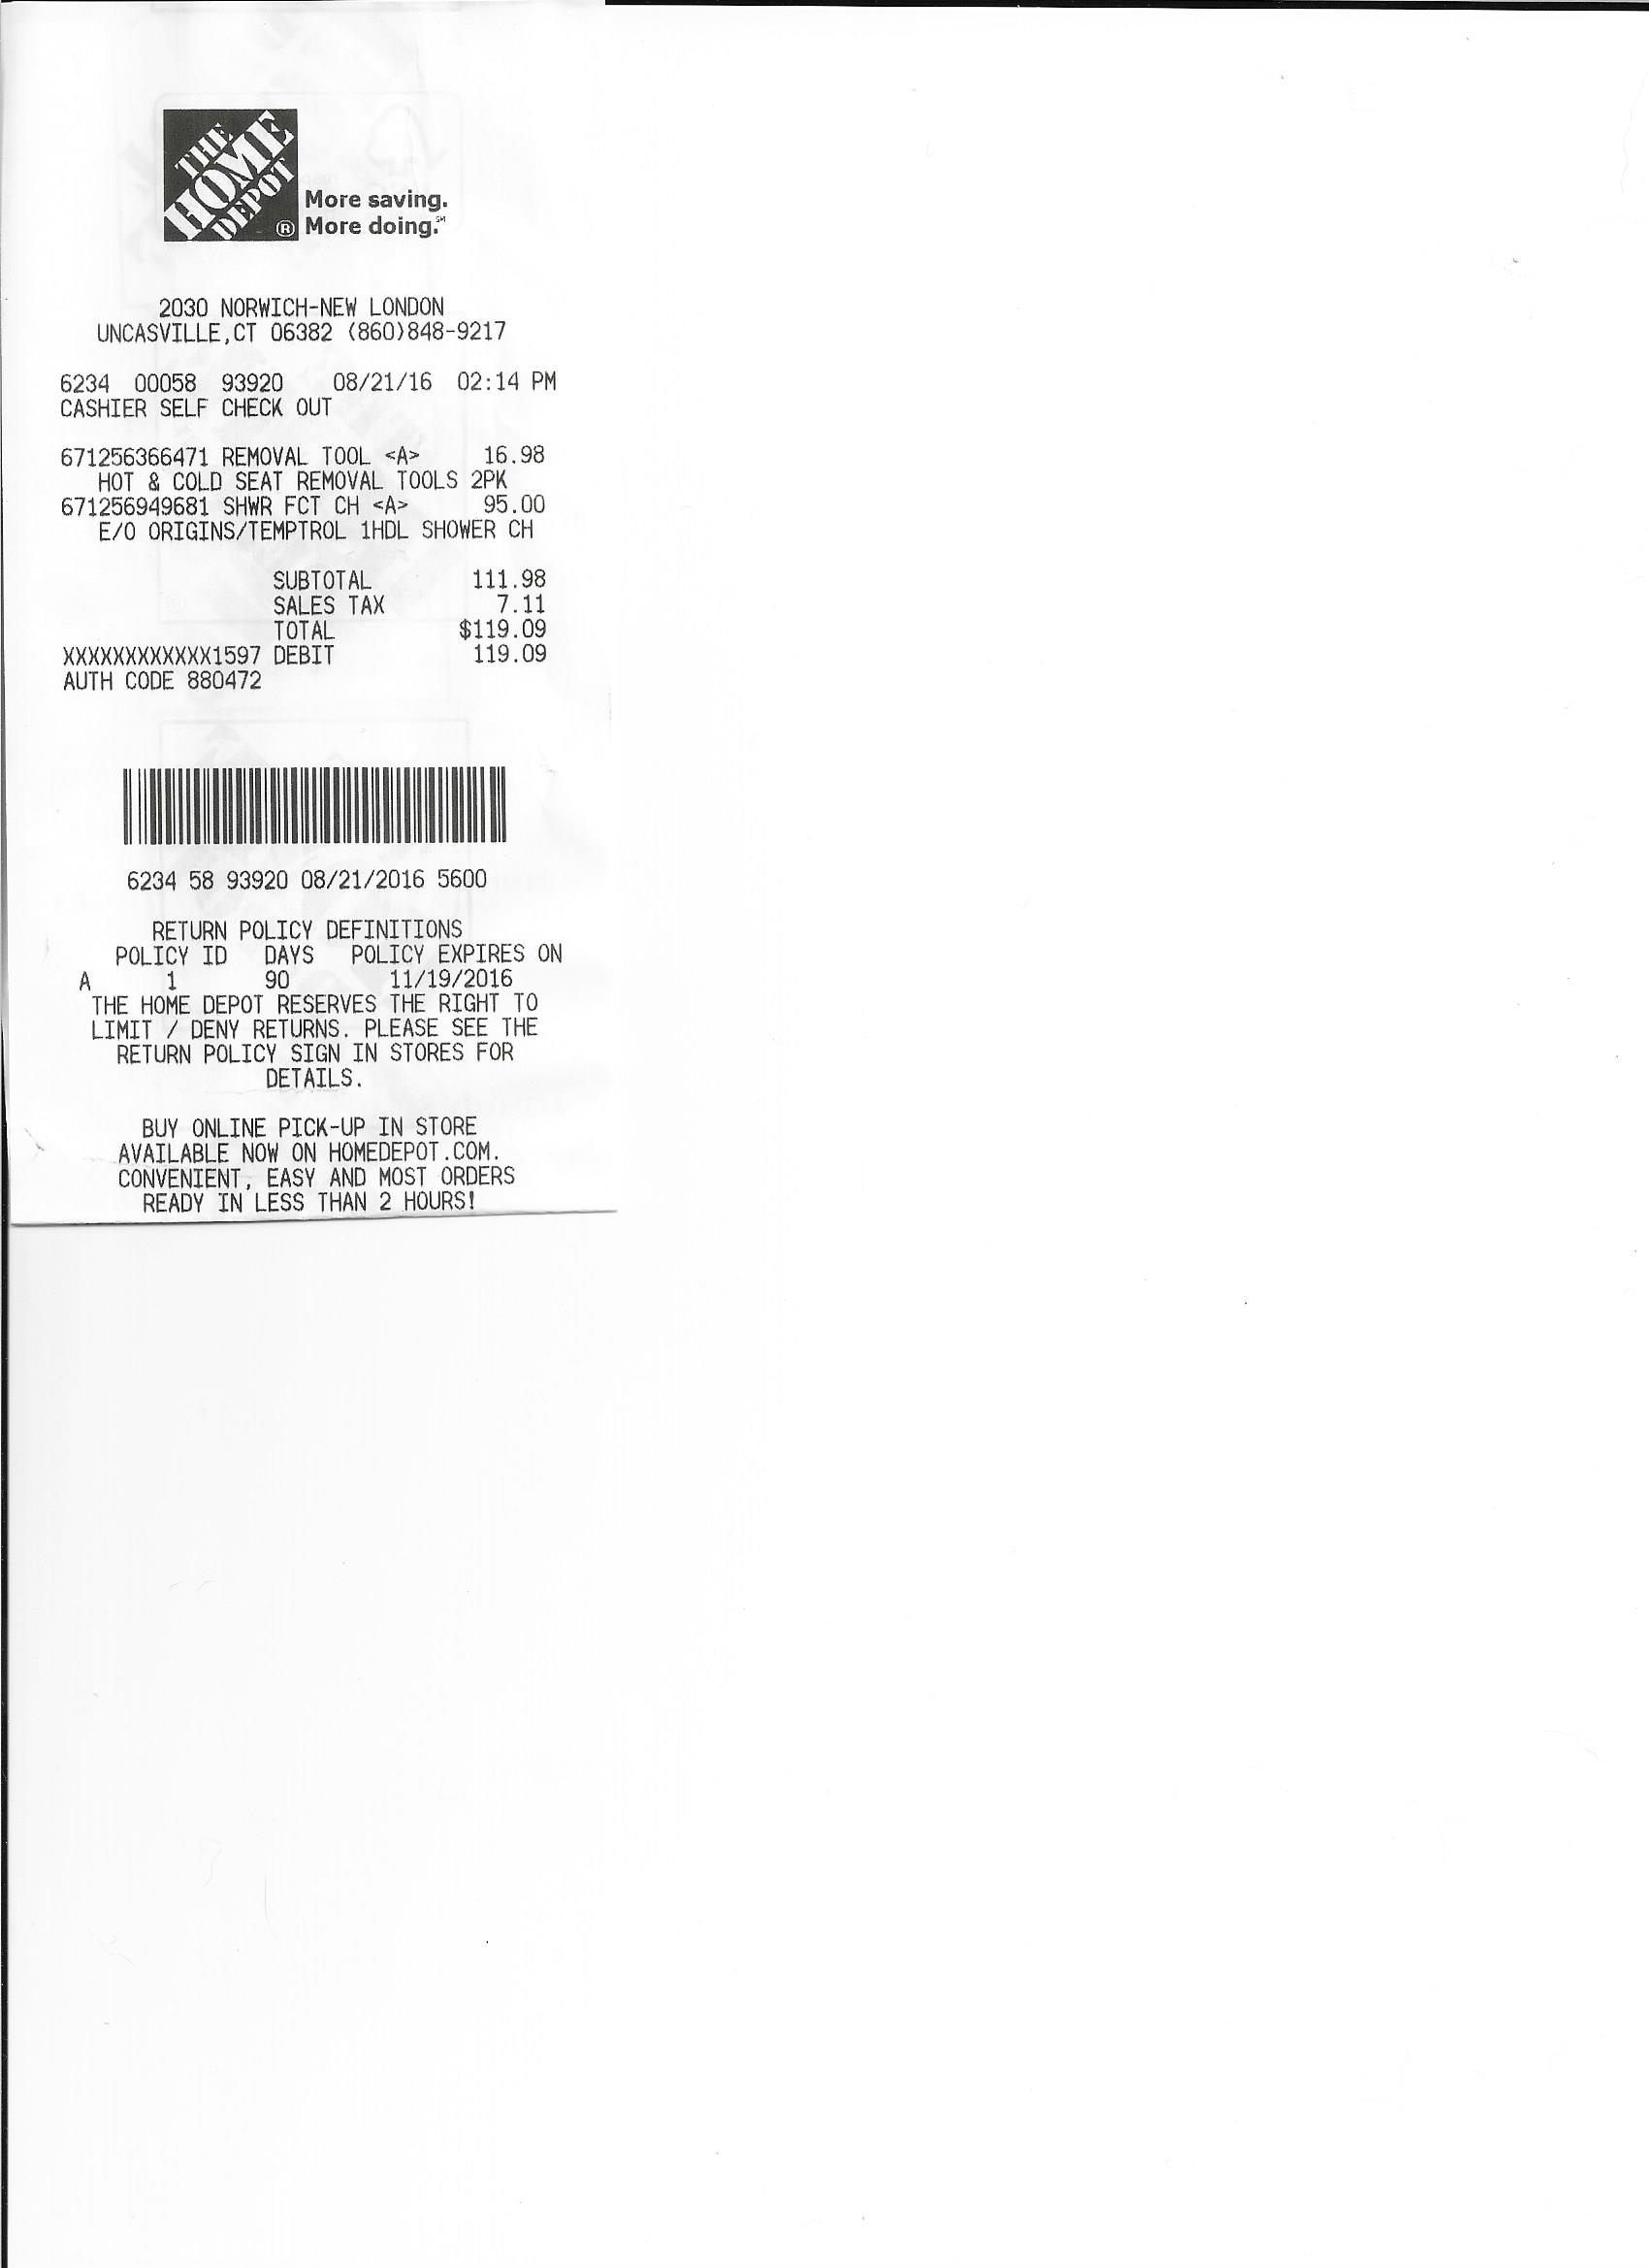 THE
HOME
DEPOT
®
More saving.
More doing.℠
2030 NORWICH-NEW LONDON
UNCASVILLE,CT 06382 (860)848-9217
6234 00058 93920 08/21/16 02:14 PM
CASHIER SELF CHECK OUT
671256366471 REMOVAL TOOL <A> 16.98
HOT & COLD SEAT REMOVAL TOOLS 2PK
671256949681 SHWR FCT CH <A> 95.00
E/O ORIGINS/TEMPTROL 1HDL SHOWER CH
SUBTOTAL 111.98
SALES TAX 7.11
TOTAL $119.09
XXXXXXXXXXXX1597 DEBIT 119.09
AUTH CODE 880472
6234 58 93920 08/21/2016 5600
RETURN POLICY DEFINITIONS
POLICY ID DAYS POLICY EXPIRES ON
A 1 90 11/19/2016
THE HOME DEPOT RESERVES THE RIGHT TO
LIMIT / DENY RETURNS. PLEASE SEE THE
RETURN POLICY SIGN IN STORES FOR
DETAILS.
BUY ONLINE PICK-UP IN STORE
AVAILABLE NOW ON HOMEDEPOT.COM.
CONVENIENT, EASY AND MOST ORDERS
READY IN LESS THAN 2 HOURS!